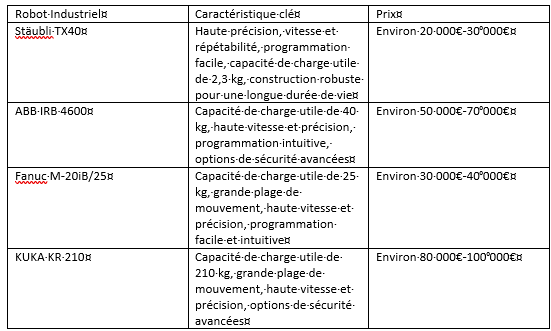 Robot·Industriel¤ Caractéristique·clé¤ Prix¤
Stäubli·TX40¤ Haute·précision,·vitesse·et· Environ·20·000€-30°000€¤
répétabilité,·programmation·
facile,·capacité·de·charge·utile·
de·2,3·kg,·construction·robuste·
pour·une·longue·durée·de·vie¤
ABB·IRB·4600¤ Capacité·de·charge·utile·de·40· Environ·50·000€-70°000€¤
kg,·haute·vitesse·et·précision,·
programmation·intuitive,·
options·de·sécurité·avancées¤
Fanuc·M-20iB/25¤ Capacité·de·charge·utile·de·25· Environ·30·000€-40°000€¤
kg,·grande·plage·de·
mouvement,·haute·vitesse·et·
précision,·programmation·
facile·et·intuitive¤
KUKA·KR·210¤ Capacité·de·charge·utile·de· Environ·80·000€-100°000€¤
210·kg,·grande·plage·de·
mouvement,·haute·vitesse·et·
précision,·options·de·sécurité·
avancées¤